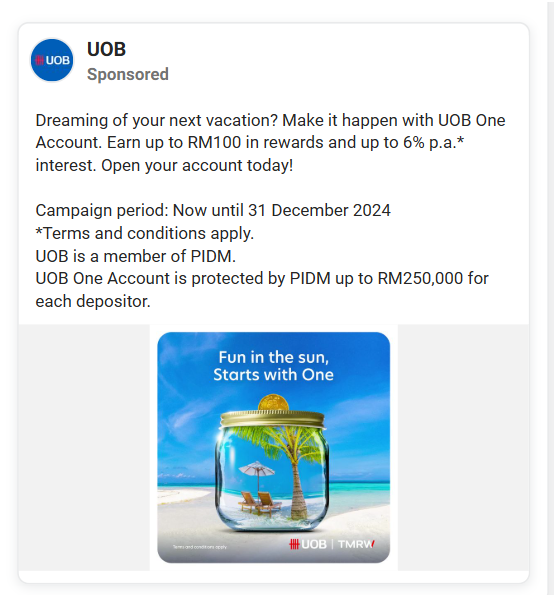 UOB
UOB
Sponsored
Dreaming of your next vacation? Make it happen with UOB One
Account. Earn up to RM100 in rewards and up to 6% p.a.*
interest. Open your account today!
Campaign period: Now until 31 December 2024
*Terms and conditions apply.
UOB is a member of PIDM.
UOB One Account is protected by PIDM up to RM250,000 for
each depositor.
Fun in the sun,
Starts with One
Terms and conditions apply.
UOB | TMRW